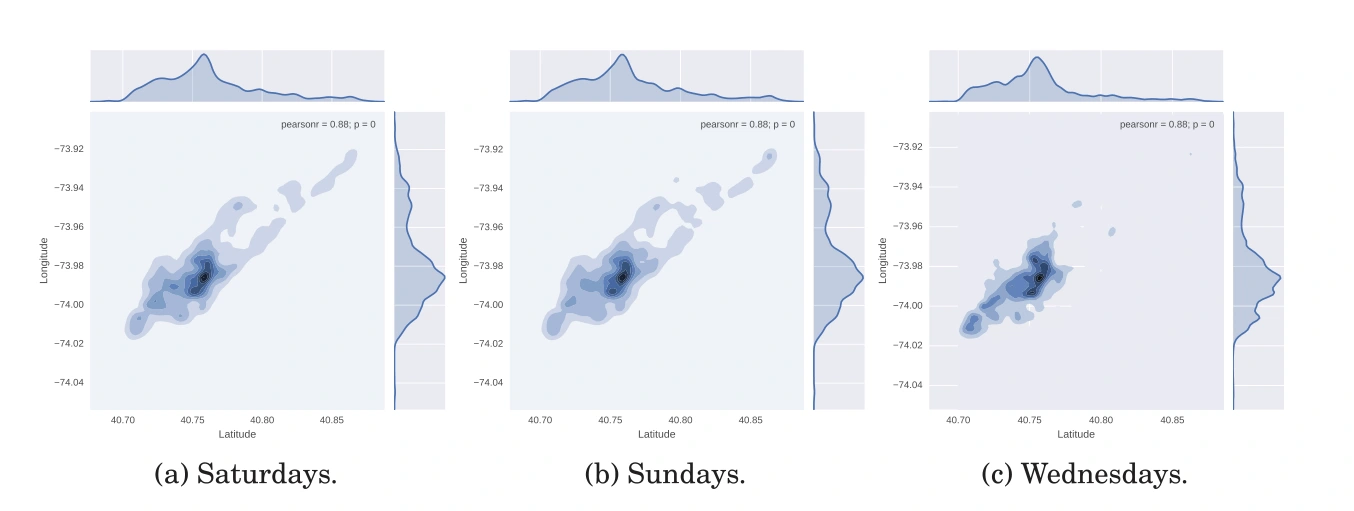 pearsonr = 0.88; p = 0
−73.92
−73.94
−73.96
−73.98
−74.00
−74.02
−74.04
Longitude
40.70 40.75 40.80 40.85
Latitude
(a) Saturdays.
pearsonr = 0.88; p = 0
−73.92
−73.94
−73.96
−73.98
−74.00
−74.02
−74.04
Longitude
40.70 40.75 40.80 40.85
Latitude
(b) Sundays.
pearsonr = 0.88; p = 0
−73.92
−73.94
−73.96
−73.98
−74.00
−74.02
−74.04
Longitude
40.70 40.75 40.80 40.85
Latitude
(c) Wednesdays.